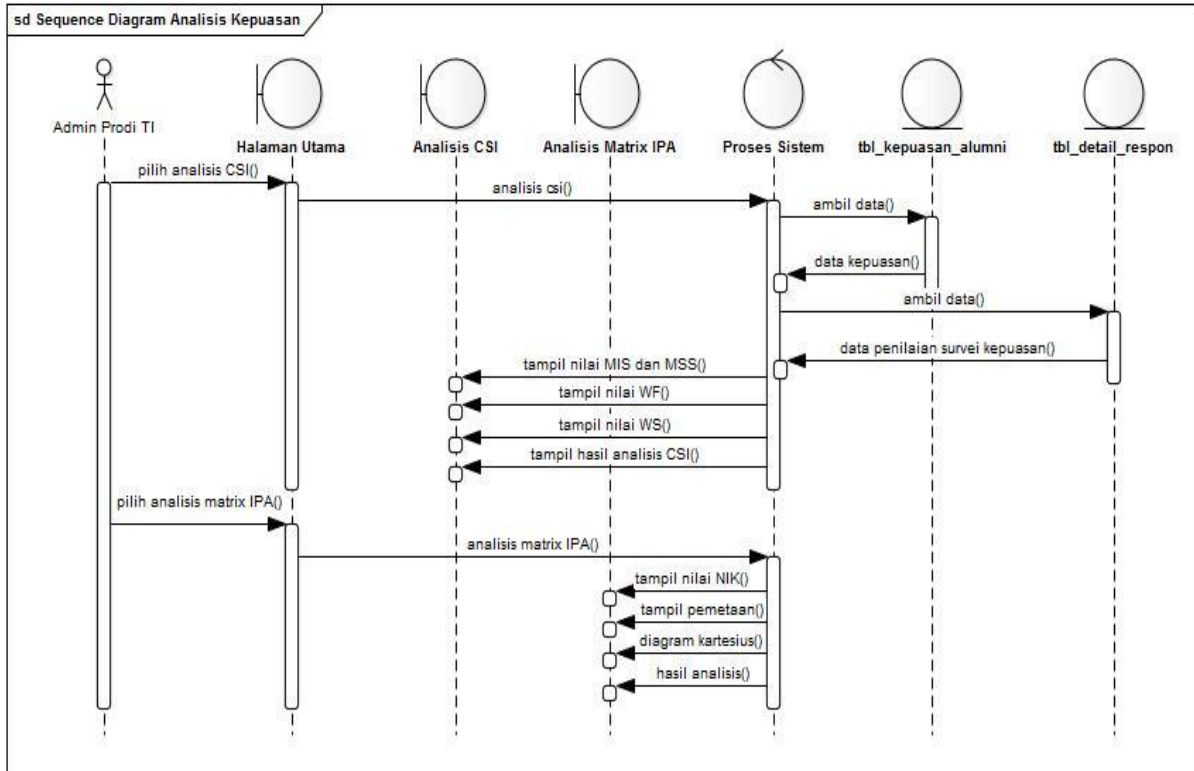 sd Sequence Diagram Analisis Kepuasan
Admin Prodi TI
Halaman Utama
Analisis CSI
Analisis Matrix IPA
Proses Sistem
tbl_kepuasan_alumni
tbl_detail_respon
pilih analisis CSI()
analisis csi()
ambil data()
data kepuasan()
ambil data()
data penilaian survei kepuasan()
tampil nilai MIS dan MSS()
tampil nilai WF()
tampil nilai WS()
tampil hasil analisis CSI()
pilih analisis matrix IPA()
analisis matrix IPA()
tampil nilai NIK()
tampil pemetaan()
diagram kartesius()
hasil analisis()